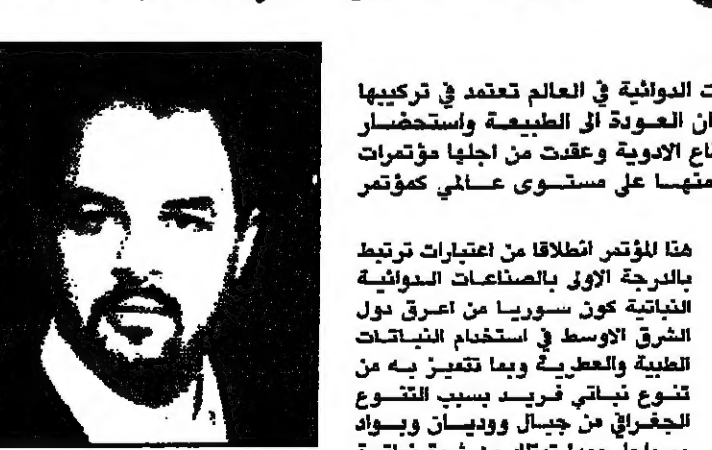 ت الدوائية في العالم تعتمد في تركيبها
ان العودة الى الطبيعة واستحضار
اع الادوية وعقدت من اجلها مؤتمرات
منها على مستوى عالمي كمؤتمر
هذا المؤتمر انطلاقا من اعتبارات ترتبط
بالدرجة الاولى بالصناعات الدوائية
النباتية كون سوريا من اعرق دول
الشرق الاوسط في استخدام النباتات
الطبية والعطرية وبما تتميز به من
تنوع نباتي فريد بسبب التنوع
الجغرافي من جبال ووديان وبواد